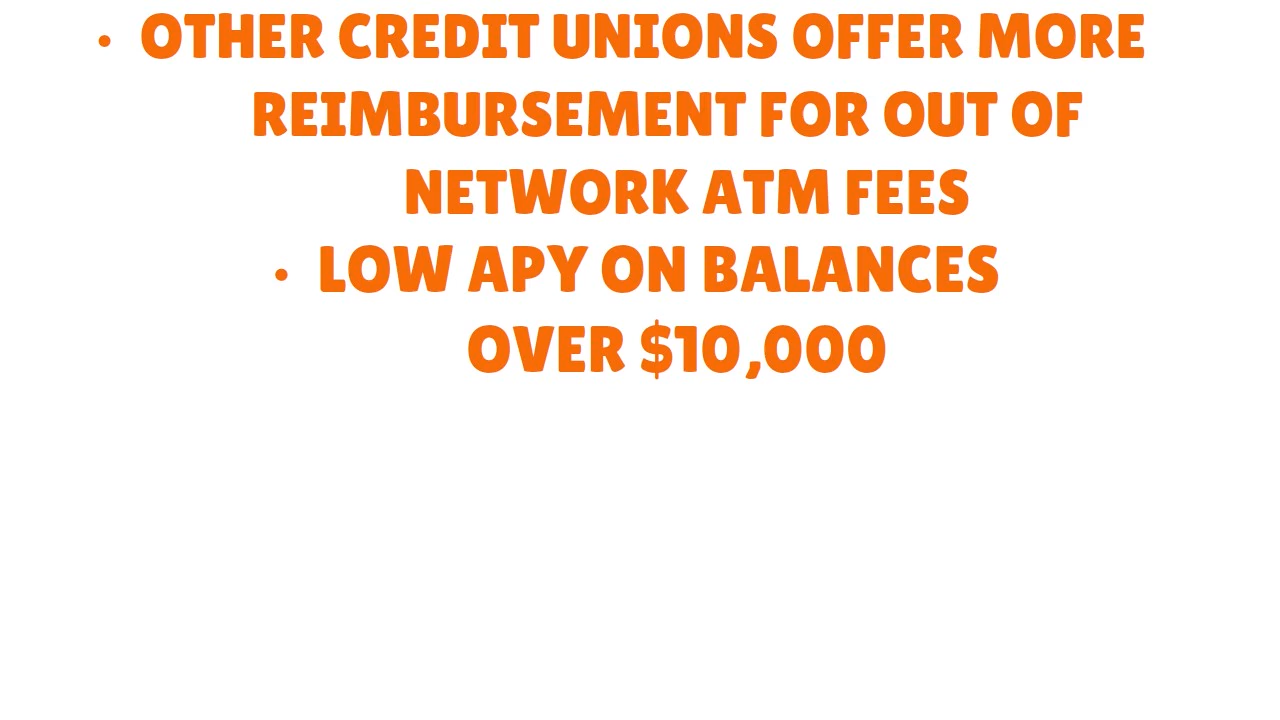 • OTHER CREDIT UNIONS OFFER MORE
REIMBURSEMENT FOR OUT OF
NETWORK ATM FEES
• LOW APY ON BALANCES
OVER $10,000